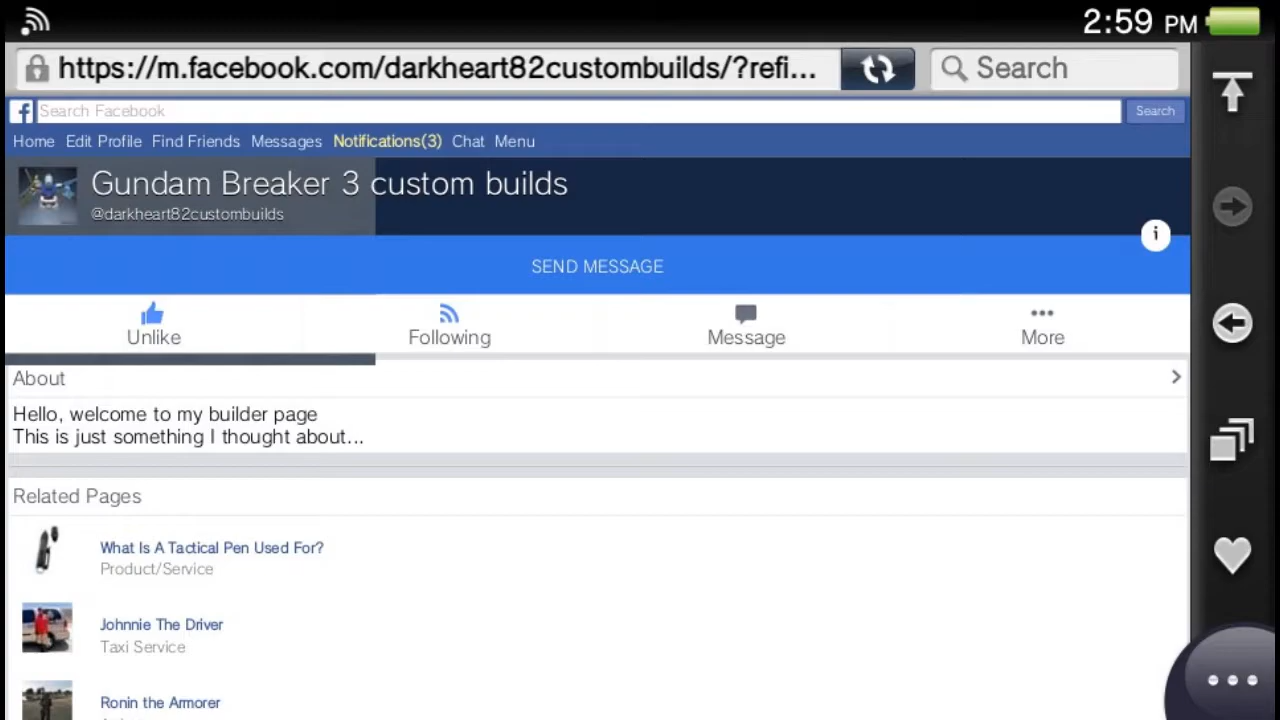 2:59 PM
https://m.facebook.com/darkheart82custombuilds/?refi...
Search
Search Facebook
Search
Home Edit Profile Find Friends Messages Notifications(3) Chat Menu
Gundam Breaker 3 custom builds
@darkheart82custombuilds
i
SEND MESSAGE
Unlike
Following
Message
More
About
Hello, welcome to my builder page
This is just something I thought about...
Related Pages
What Is A Tactical Pen Used For?
Product/Service
Johnnie The Driver
Taxi Service
Ronin the Armorer